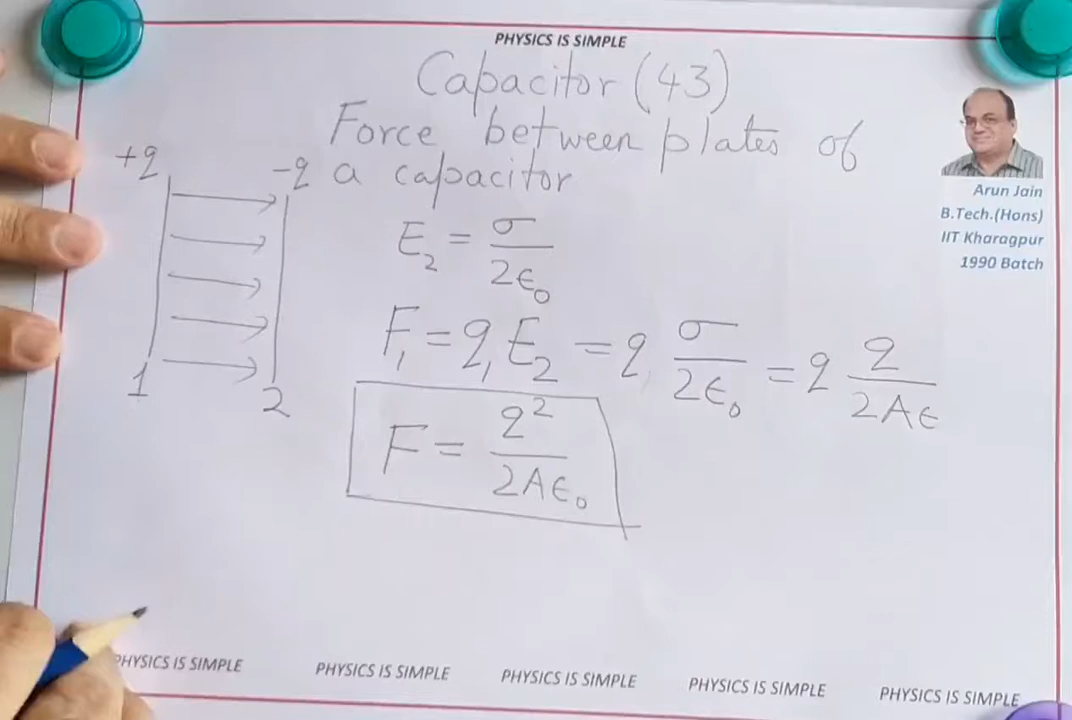 PHYSICS IS SIMPLE
Capacitor (43)
Force between plates of
a capacitor
Arun Jain
B.Tech.(Hons)
IIT Kharagpur
1990 Batch
+q
-q
1
2
E₂ = σ/2ϵ₀
F₁ = q₁E₂ = q σ/2ϵ₀ = q q/2Aϵ
F = q²/2Aϵ₀
PHYSICS IS SIMPLE PHYSICS IS SIMPLE PHYSICS IS SIMPLE PHYSICS IS SIMPLE PHYSICS IS SIMPLE